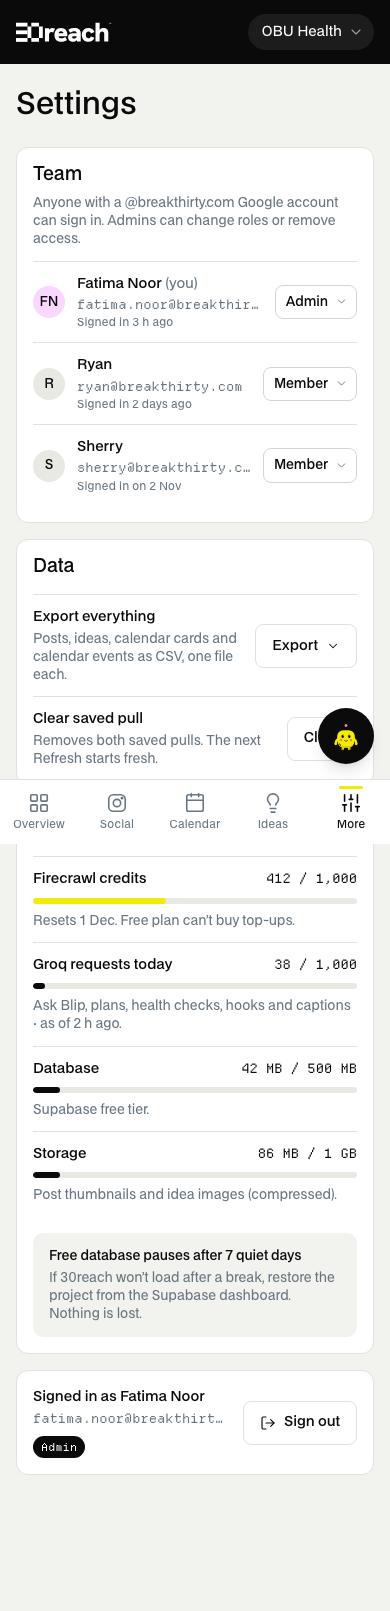 30reach
OBU Health
Settings
Team
Anyone with a @breakthirty.com Google account
can sign in. Admins can change roles or remove
access.
FN
Fatima Noor (you)
fatima.noor@breakthir…
Signed in 3 h ago
Admin
R
Ryan
ryan@breakthirty.com
Signed in 2 days ago
Member
S
Sherry
sherry@breakthirty.c…
Signed in on 2 Nov
Member
Data
Export everything
Posts, ideas, calendar cards and
calendar events as CSV, one file
each.
Export
Clear saved pull
Removes both saved pulls. The next
Refresh starts fresh.
Overview
Social
Calendar
Ideas
More
Firecrawl credits
412 / 1,000
Resets 1 Dec. Free plan can’t buy top-ups.
Groq requests today
38 / 1,000
Ask Blip, plans, health checks, hooks and captions
· as of 2 h ago.
Database
42 MB / 500 MB
Supabase free tier.
Storage
86 MB / 1 GB
Post thumbnails and idea images (compressed).
Free database pauses after 7 quiet days
If 30reach won’t load after a break, restore the
project from the Supabase dashboard.
Nothing is lost.
Signed in as Fatima Noor
fatima.noor@breakthirt…
Admin
Sign out